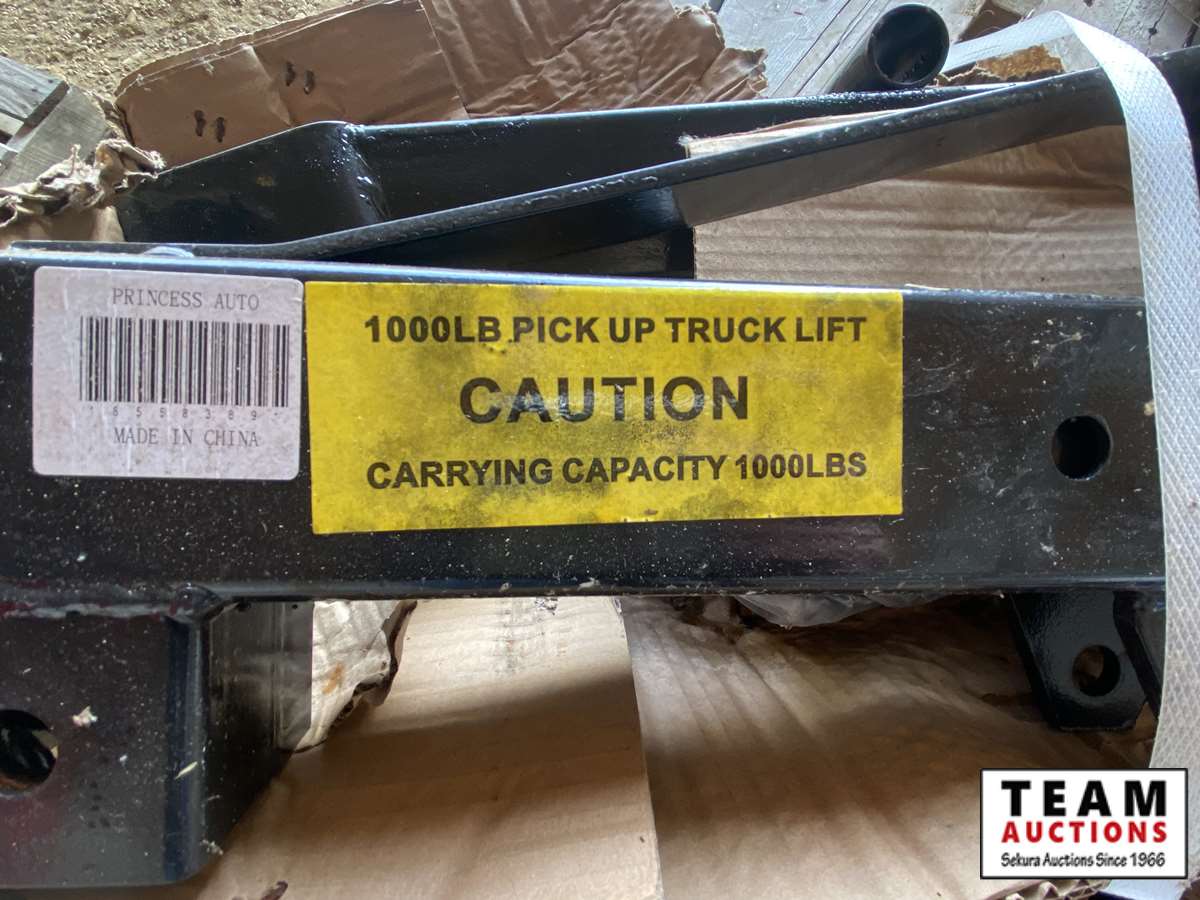 PRINCESS AUTO
8558389
MADE IN CHINA
1000LB PICK UP TRUCK LIFT
CAUTION
CARRYING CAPACITY 1000LBS
TEAM
AUCTIONS
Sekura Auctions Since 1966